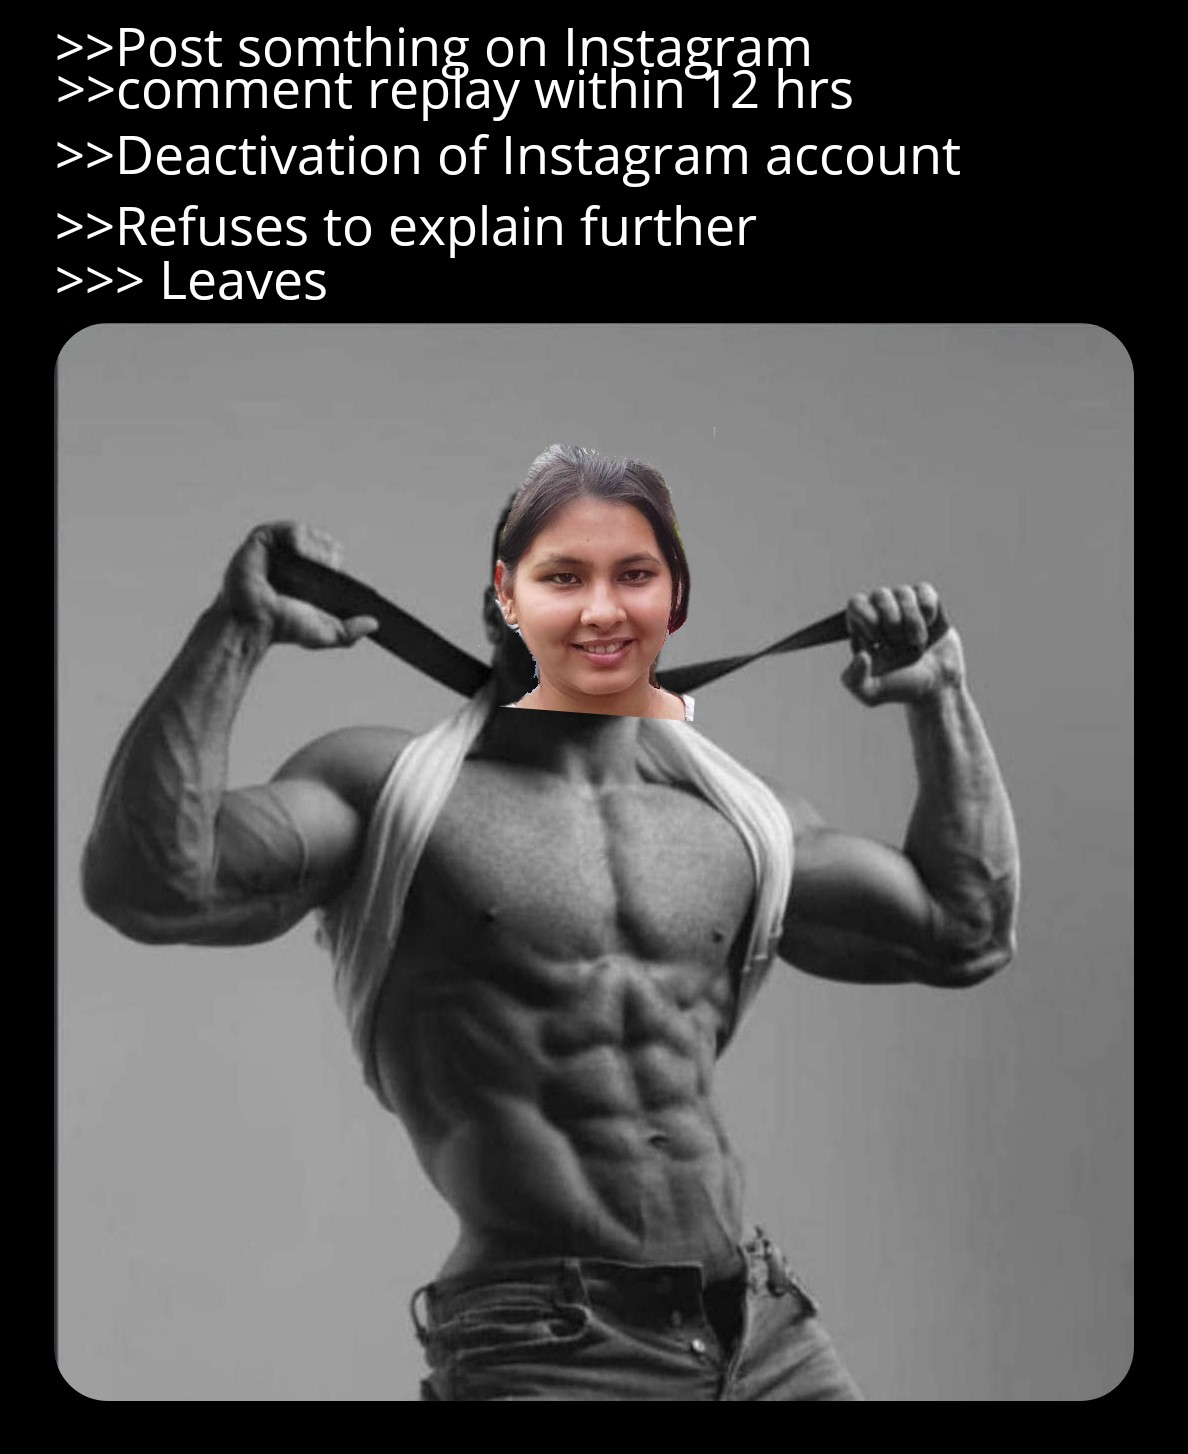 >>Post somthing on Instagram
>>comment replay within 12 hrs
>>Deactivation of Instagram account
>>Refuses to explain further
>>> Leaves